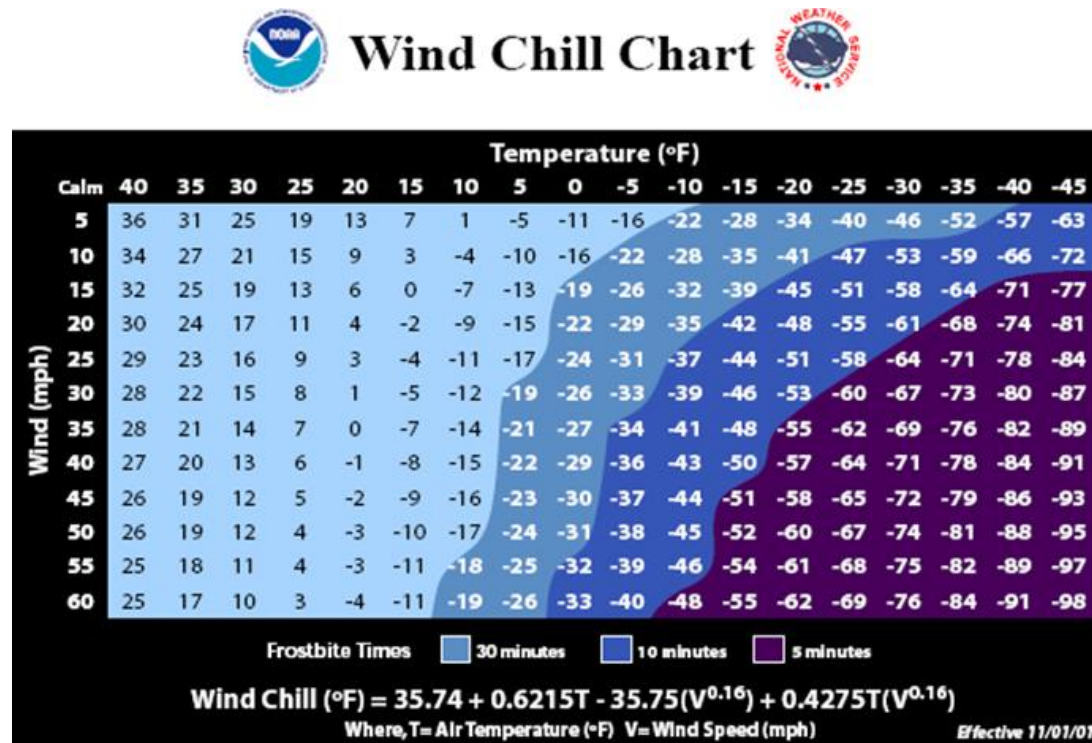 NOAA
Wind Chill Chart
NATIONAL WEATHER SERVICE
Temperature (°F)
Calm 40 35 30 25 20 15 10 5 0 -5 -10 -15 -20 -25 -30 -35 -40 -45
5 36 31 25 19 13 7 1 -5 -11 -16 -22 -28 -34 -40 -46 -52 -57 -63
10 34 27 21 15 9 3 -4 -10 -16 -22 -28 -35 -41 -47 -53 -59 -66 -72
15 32 25 19 13 6 0 -7 -13 -19 -26 -32 -39 -45 -51 -58 -64 -71 -77
20 30 24 17 11 4 -2 -9 -15 -22 -29 -35 -42 -48 -55 -61 -68 -74 -81
25 29 23 16 9 3 -4 -11 -17 -24 -31 -37 -44 -51 -58 -64 -71 -78 -84
30 28 22 15 8 1 -5 -12 -19 -26 -33 -39 -46 -53 -60 -67 -73 -80 -87
35 28 21 14 7 0 -7 -14 -21 -27 -34 -41 -48 -55 -62 -69 -76 -82 -89
40 27 20 13 6 -1 -8 -15 -22 -29 -36 -43 -50 -57 -64 -71 -78 -84 -91
45 26 19 12 5 -2 -9 -16 -23 -30 -37 -44 -51 -58 -65 -72 -79 -86 -93
50 26 19 12 4 -3 -10 -17 -24 -31 -38 -45 -52 -60 -67 -74 -81 -88 -95
55 25 18 11 4 -3 -11 -18 -25 -32 -39 -46 -54 -61 -68 -75 -82 -89 -97
60 25 17 10 3 -4 -11 -19 -26 -33 -40 -48 -55 -62 -69 -76 -84 -91 -98
Wind (mph)
Frostbite Times 30 minutes 10 minutes 5 minutes
Wind Chill (°F) = 35.74 + 0.6215T - 35.75(V^0.16) + 0.4275T(V^0.16)
Where, T= Air Temperature (°F) V= Wind Speed (mph)
Effective 11/01/0